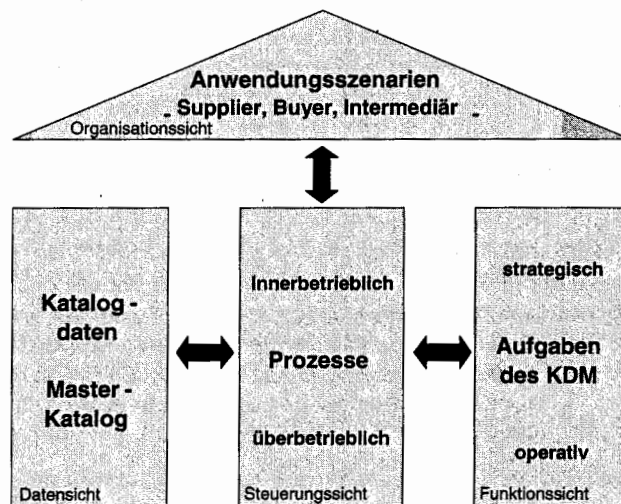 Anwendungsszenarien
- Supplier, Buyer, Intermediär -
Organisationssicht
Katalog -
daten
Master -
Katalog
Datensicht
Innerbetrieblich
Prozesse
überbetrieblich
Steuerungssicht
strategisch
Aufgaben
des KDM
operativ
Funktionssicht